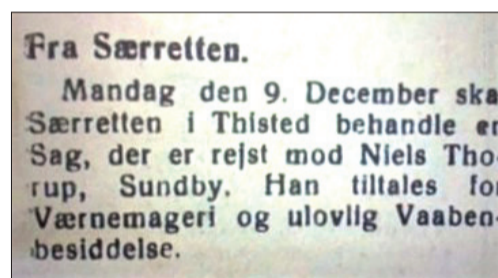 Fra Særretten.
Mandag den 9. December ska
Særretten i Thisted behandle en
Sag, der er rejst mod Niels Tho-
rup, Sundby. Han tiltales for
Værnemageri og ulovlig Vaaben-
besiddelse.